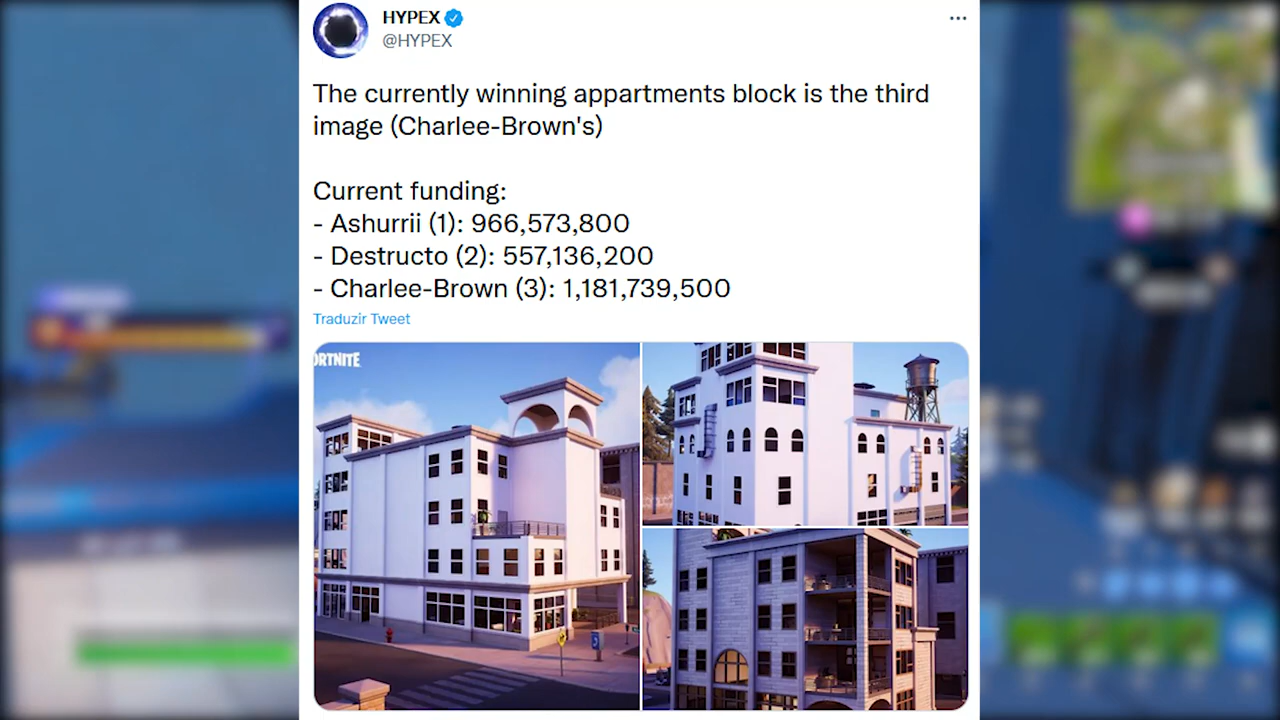 HYPEX
@HYPEX
The currently winning appartments block is the third
image (Charlee-Brown's)
Current funding:
- Ashurrii (1): 966,573,800
- Destructo (2): 557,136,200
- Charlee-Brown (3): 1,181,739,500
Traduzir Tweet
ORTNITE